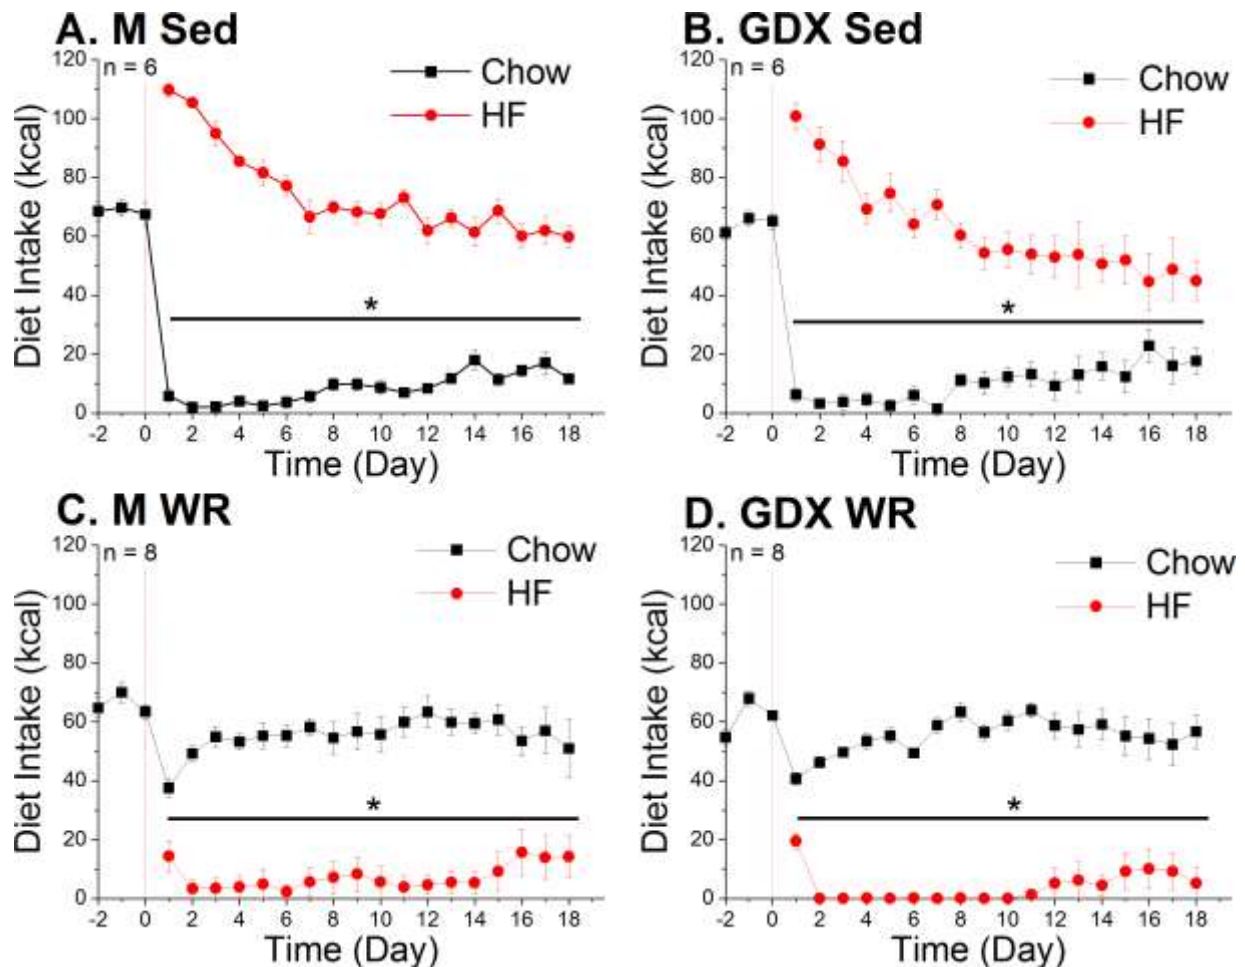 A. M Sed
n = 6
Chow
HF
*
Diet Intake (kcal)
120
100
80
60
40
20
0
-2 0 2 4 6 8 10 12 14 16 18
Time (Day)
B. GDX Sed
n = 6
Chow
HF
*
Diet Intake (kcal)
120
100
80
60
40
20
0
-2 0 2 4 6 8 10 12 14 16 18
Time (Day)
C. M WR
n = 8
Chow
HF
*
Diet Intake (kcal)
120
100
80
60
40
20
0
-2 0 2 4 6 8 10 12 14 16 18
Time (Day)
D. GDX WR
n = 8
Chow
HF
*
Diet Intake (kcal)
120
100
80
60
40
20
0
-2 0 2 4 6 8 10 12 14 16 18
Time (Day)